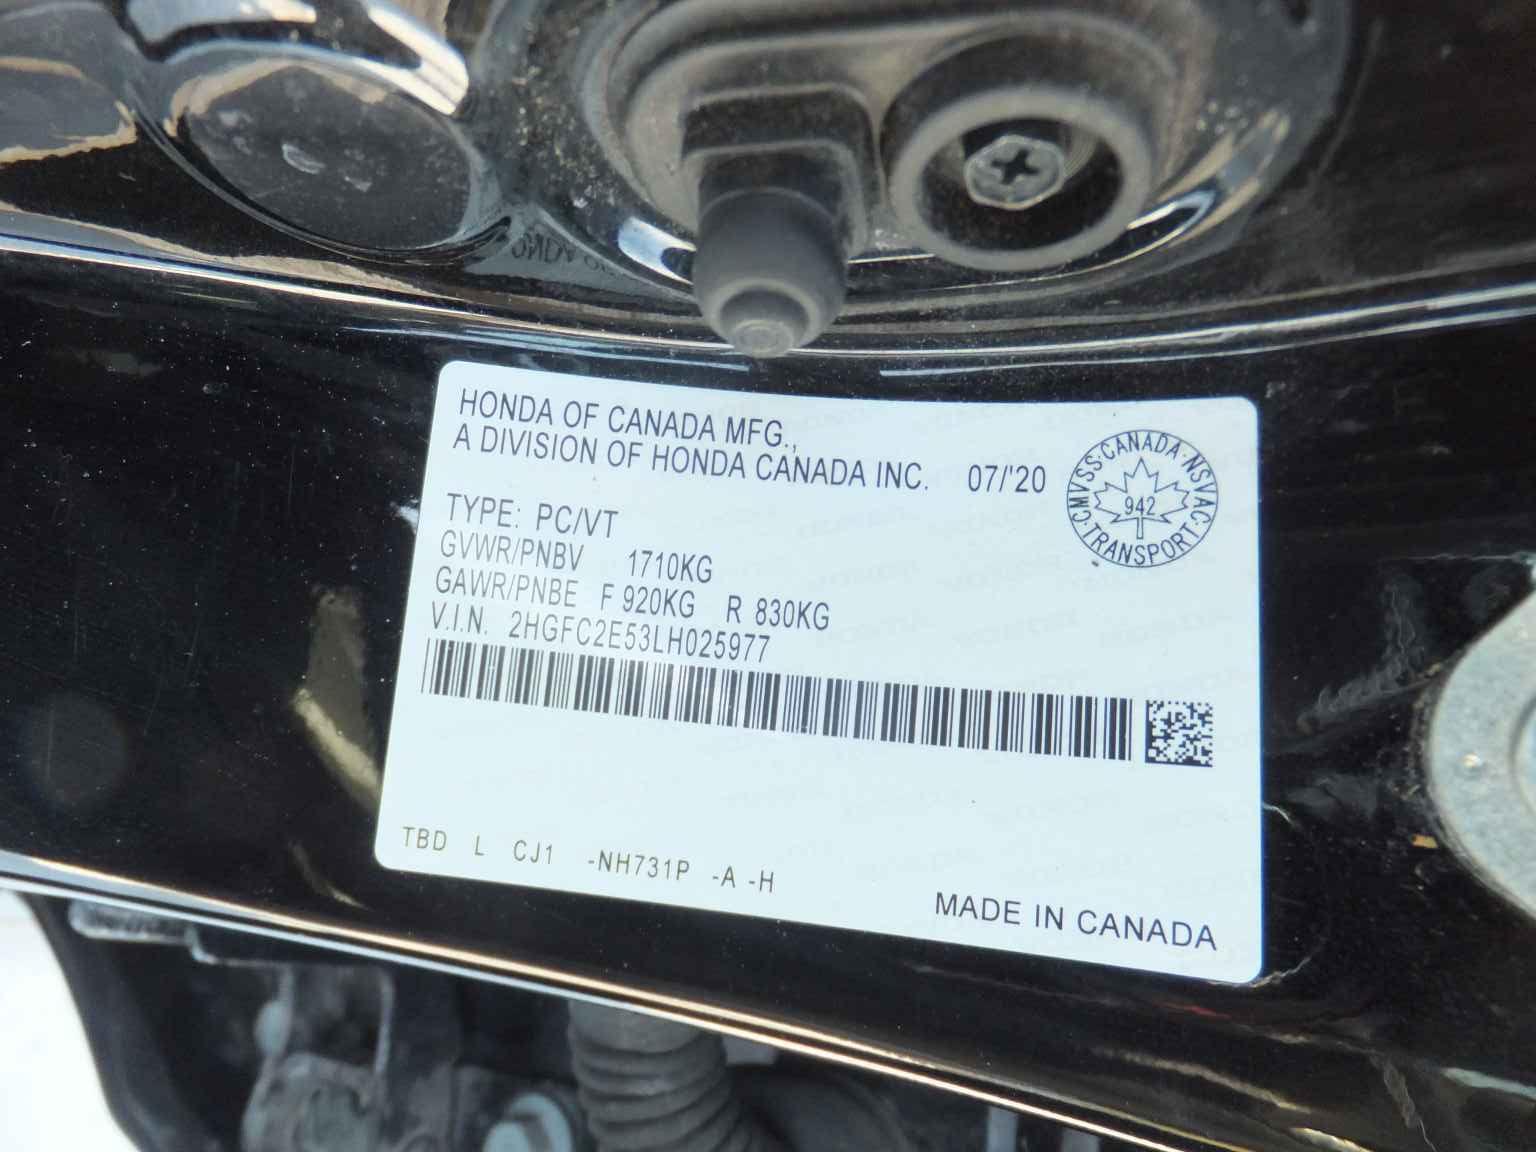 HONDA OF CANADA MFG.,
A DIVISION OF HONDA CANADA INC. 07/'20
CMVSS·CANADA·NSVAC·TRANSPORT·
942
TYPE: PC/VT
GVWR/PNBV 1710KG
GAWR/PNBE F 920KG R 830KG
V.I.N. 2HGFC2E53LH025977
TBD L CJ1 -NH731P -A -H
MADE IN CANADA